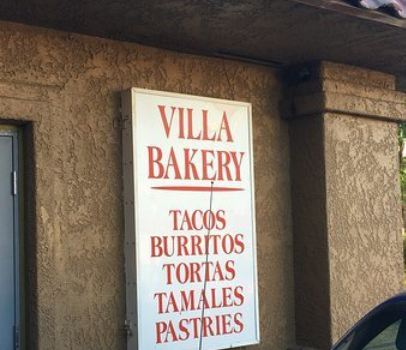 VILLA
BAKERY
TACOS
BURRITOS
TORTAS
TAMALES
PASTRIES